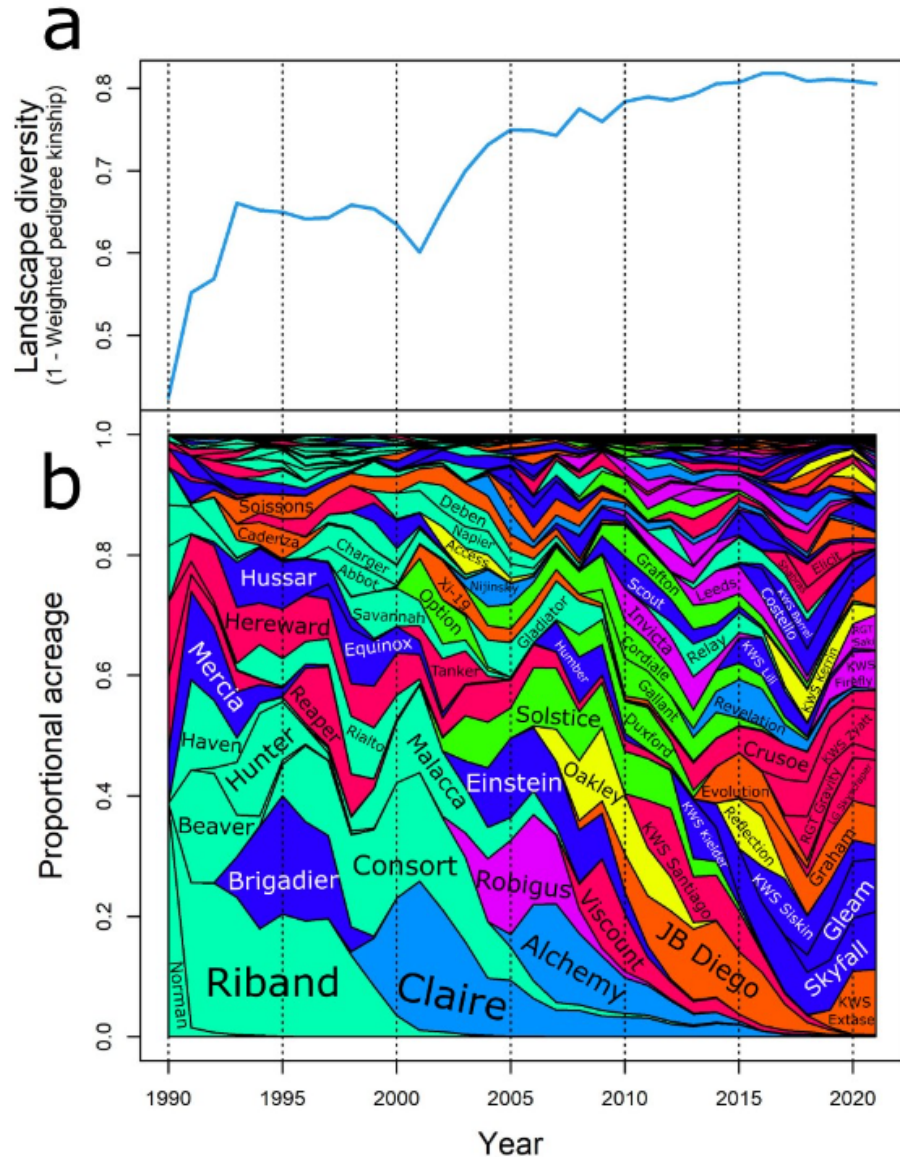 a
Landscape diversity
(1 - Weighted pedigree kinship)
0.8
0.7
0.6
0.5
b
Proportional acreage
1.0
0.8
0.6
0.4
0.2
0.0
Soissons
Cadenza
Hussar
Hereward
Mercia
Haven
Hunter
Reaper
Beaver
Brigadier
Riband
Norman
Charger
Abbot
Savannah
Equinox
Rialto
Malacca
Consort
Claire
Deben
Napier
Access
Xi-19
Nijinsky
Option
Tanker
Gladiator
Humber
Solstice
Einstein
Oakley
Robigus
Viscount
Alchemy
Grafton
Scout
Leeds
Invicta
Cordiale
Relay
Gallant
Duxford
KWS Santiago
JB Diego
KWS Kielder
KWS Lili
Revelation
Crusoe
Evolution
Reflection
KWS Siskin
Costello
KWS Barrel
Elicit
KWS Kerrin
RGT
KWS
Firefly
KWS Zyatt
RGT Gravity
Graham
Gleam
Skyfall
KWS
Extase
1990
1995
2000
2005
2010
2015
2020
Year